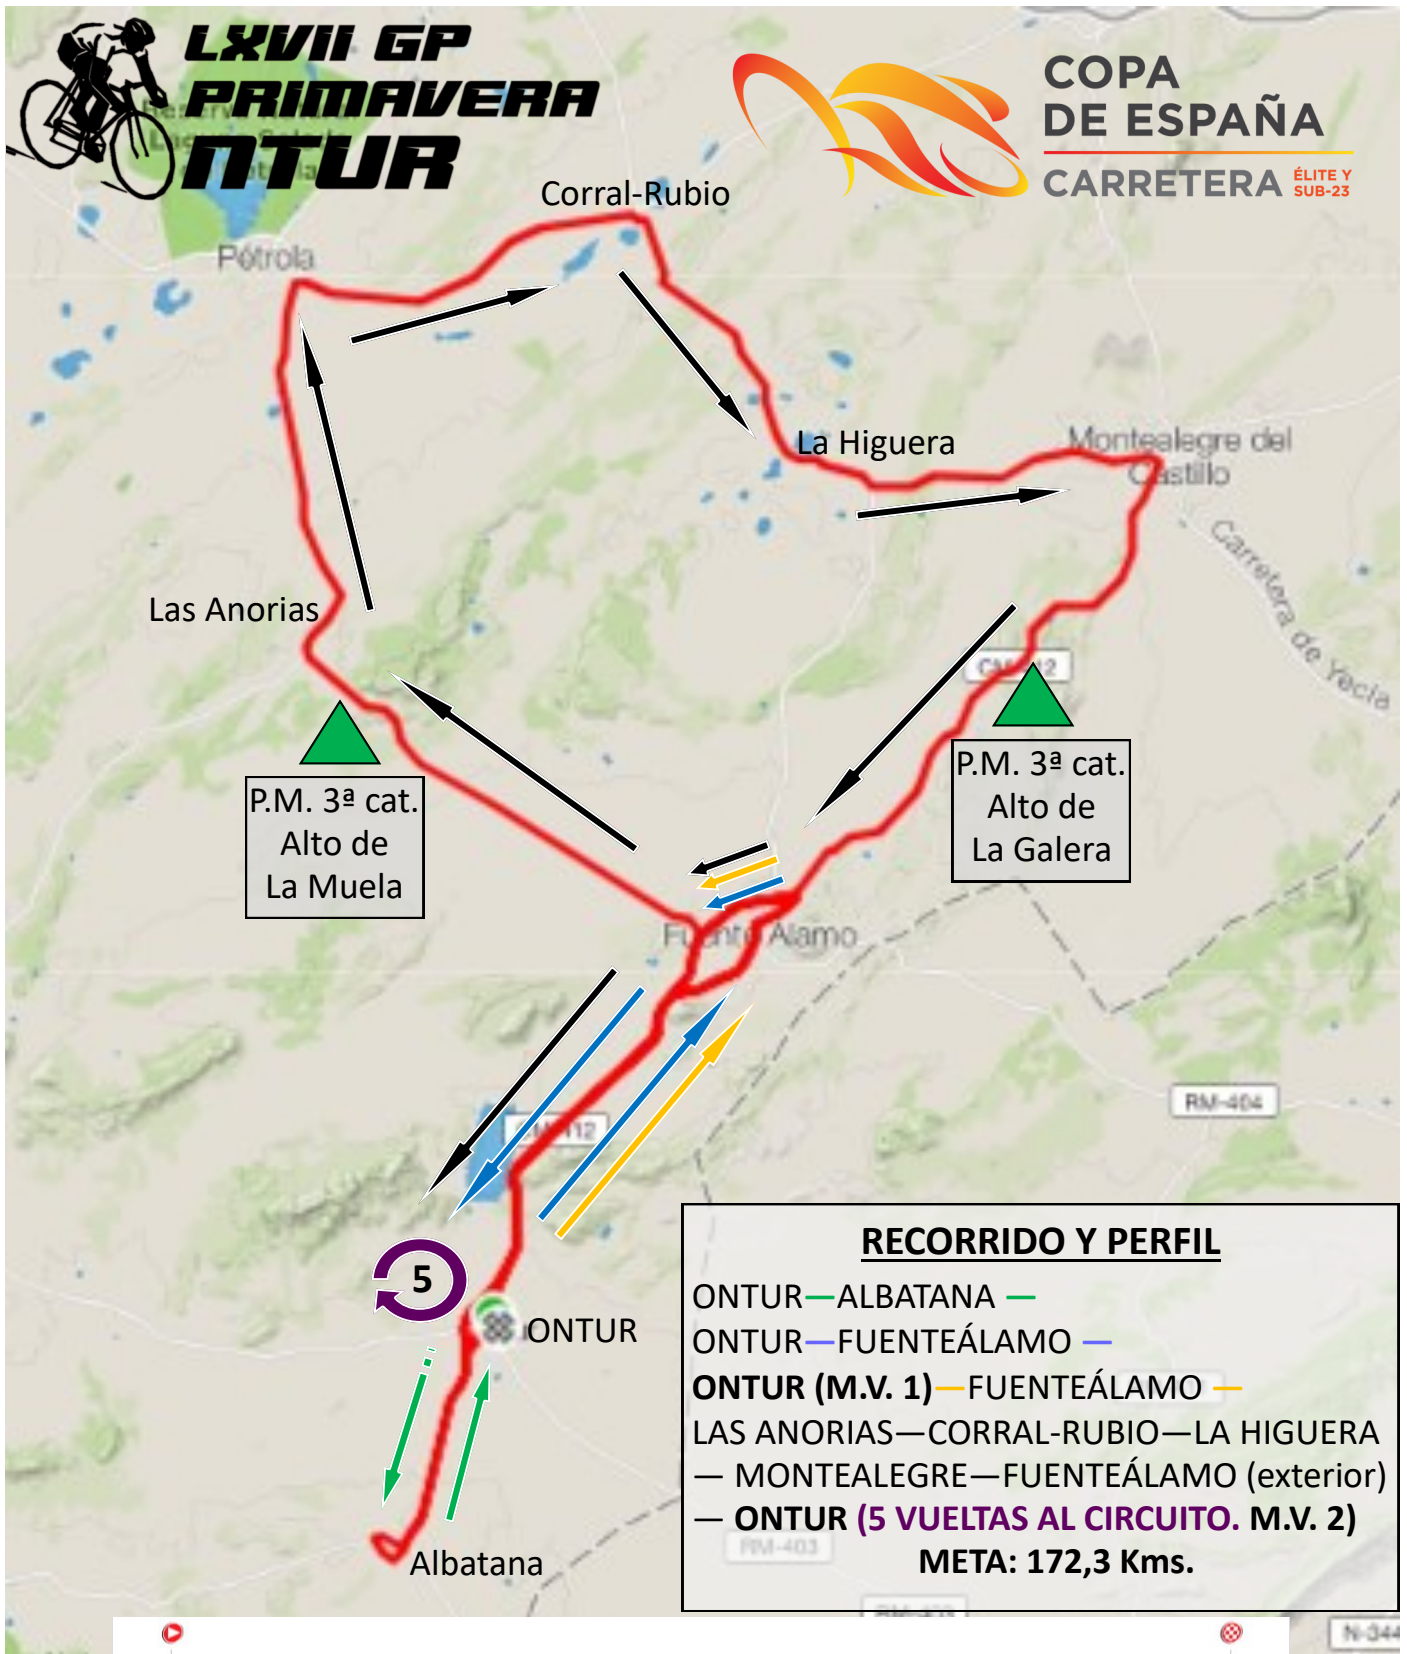 LXVII GP
PRIMAVERA
NTUR
COPA
DE ESPAÑA
CARRETERA ÉLITE Y
SUB-23
Corral-Rubio
Pétrola
La Higuera
Montealegre del
Castillo
Carretera de Yecla
Las Anorias
P.M. 3ª cat.
Alto de
La Muela
P.M. 3ª cat.
Alto de
La Galera
Fuente Alamo
RM-404
5
ONTUR
Albatana
RECORRIDO Y PERFIL
ONTUR—ALBATANA —
ONTUR—FUENTEÁLAMO —
ONTUR (M.V. 1)—FUENTEÁLAMO —
LAS ANORIAS—CORRAL-RUBIO—LA HIGUERA
— MONTEALEGRE—FUENTEÁLAMO (exterior)
— ONTUR (5 VUELTAS AL CIRCUITO. M.V. 2)
META: 172,3 Kms.
RM-403
N-344